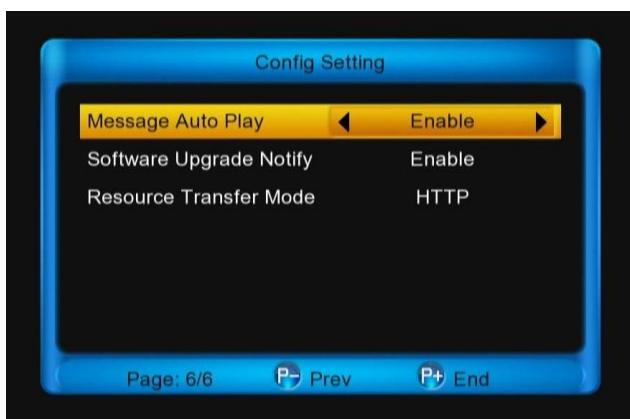 Config Setting
Message Auto Play Enable
Software Upgrade Notify Enable
Resource Transfer Mode HTTP
Page: 6/6 P- Prev P+ End